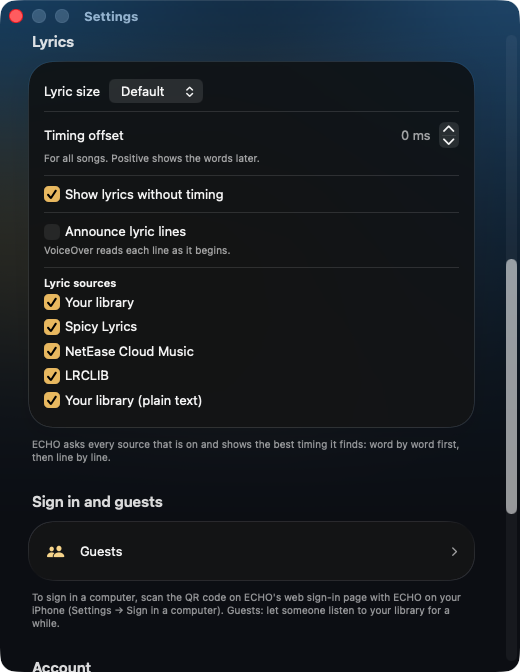 Settings
Lyrics
Lyric size Default
Timing offset 0 ms
For all songs. Positive shows the words later.
Show lyrics without timing
Announce lyric lines
VoiceOver reads each line as it begins.
Lyric sources
Your library
Spicy Lyrics
NetEase Cloud Music
LRCLIB
Your library (plain text)
ECHO asks every source that is on and shows the best timing it finds: word by word first,
then line by line.
Sign in and guests
Guests
To sign in a computer, scan the QR code on ECHO's web sign-in page with ECHO on your
iPhone (Settings → Sign in a computer). Guests: let someone listen to your library for a
while.
Account